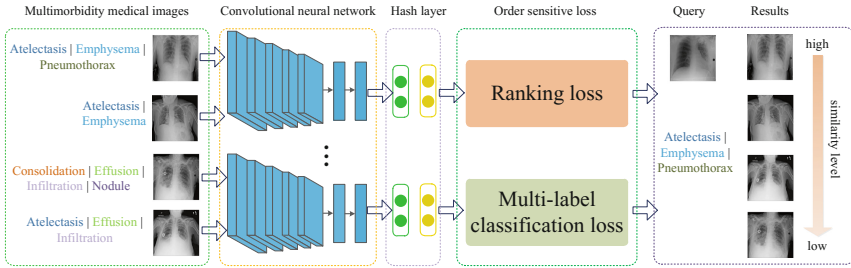 Multimorbidity medical images
Convolutional neural network
Hash layer
Order sensitive loss
Query
Results
Atelectasis | Emphysema |
Pneumothorax
Atelectasis |
Emphysema
Consolidation | Effusion |
Infiltration | Nodule
Atelectasis | Effusion |
Infiltration
...
Ranking loss
Multi-label
classification loss
Atelectasis |
Emphysema |
Pneumothorax
high
similarity level
low